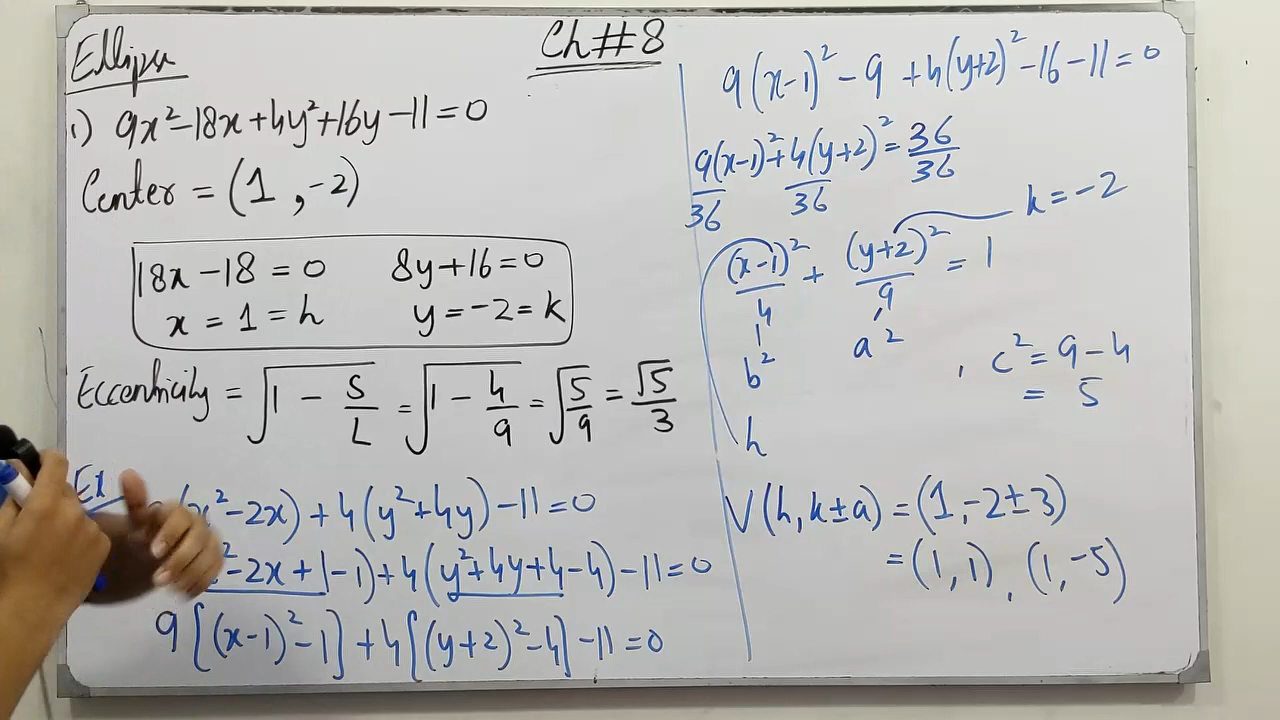 Ch#8
Ellipse
1) 9x²-18x+4y²+16y-11=0
Center = (1, -2)
18x-18=0 8y+16=0
x=1=h y=-2=k
Eccentricity = √(1 - S/L) = √(1 - 4/9) = √(5/9) = √5/3
Ex
(x²-2x)+4(y²+4y)-11=0
²-2x+1-1)+4(y²+4y+4-4)-11=0
9[(x-1)²-1]+4[(y+2)²-4]-11=0
9(x-1)²-9+4(y+2)²-16-11=0
9(x-1)²/36+4(y+2)²/36=36/36
k=-2
(x-1)²/4+(y+2)²/9=1
b² a²
, c²=9-4
= 5
h
V(h, k±a)=(1,-2±3)
=(1,1), (1,-5)